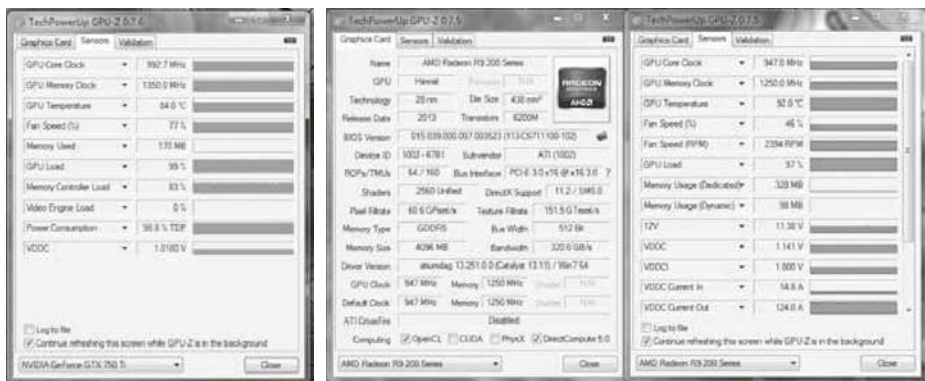 TechPowerUp GPU-Z 0.7.6
Graphics Card Sensors Validation
GPU Core Clock 992.7 MHz
GPU Memory Clock 1350.0 MHz
GPU Temperature 84.0 °C
Fan Speed (%) 77 %
Memory Used 170 MB
GPU Load 99 %
Memory Controller Load 83 %
Video Engine Load 0 %
Power Consumption 98.8 % TDP
VDDC 1.0180 V
Log to file
Continue refreshing this screen while GPU-Z is in the background
NVIDIA GeForce GTX 750 Ti Close
TechPowerUp GPU-Z 0.7.5
Graphics Card Sensors Validation
Name AMD Radeon R9 200 Series
GPU Hawaii Revision N/A
Technology 28 nm Die Size 438 mm²
Release Date 2013 Transistors 6200M
BIOS Version 015.039.000.007.003523 (113-C6711100-102)
Device ID 1002 - 67B1 Subvendor ATI (1002)
ROPs/TMUs 64 / 160 Bus Interface PCI-E 3.0 x16 @ x16 3.0 ?
Shaders 2560 Unified DirectX Support 11.2 / SM5.0
Pixel Fillrate 60.6 GPixel/s Texture Fillrate 151.5 GTexel/s
Memory Type GDDR5 Bus Width 512 Bit
Memory Size 4096 MB Bandwidth 320.0 GB/s
Driver Version atiumdag 13.251.0.0 (Catalyst 13.11) / Win7 64
GPU Clock 947 MHz Memory 1250 MHz Shader N/A
Default Clock 947 MHz Memory 1250 MHz Shader N/A
ATI CrossFire Disabled
Computing OpenCL CUDA PhysX DirectCompute 5.0
AMD Radeon R9 200 Series Close
RADEON
GRAPHICS
AMD
TechPowerUp GPU-Z 0.7.5
Graphics Card Sensors Validation
GPU Core Clock 947.0 MHz
GPU Memory Clock 1250.0 MHz
GPU Temperature 92.0 °C
Fan Speed (%) 46 %
Fan Speed (RPM) 2394 RPM
GPU Load 97 %
Memory Usage (Dedicated) 328 MB
Memory Usage (Dynamic) 98 MB
12V 11.38 V
VDDC 1.141 V
VDDCI 1.000 V
VDDC Current In 14.8 A
VDDC Current Out 124.0 A
Log to file
Continue refreshing this screen while GPU-Z is in the background
AMD Radeon R9 200 Series Close